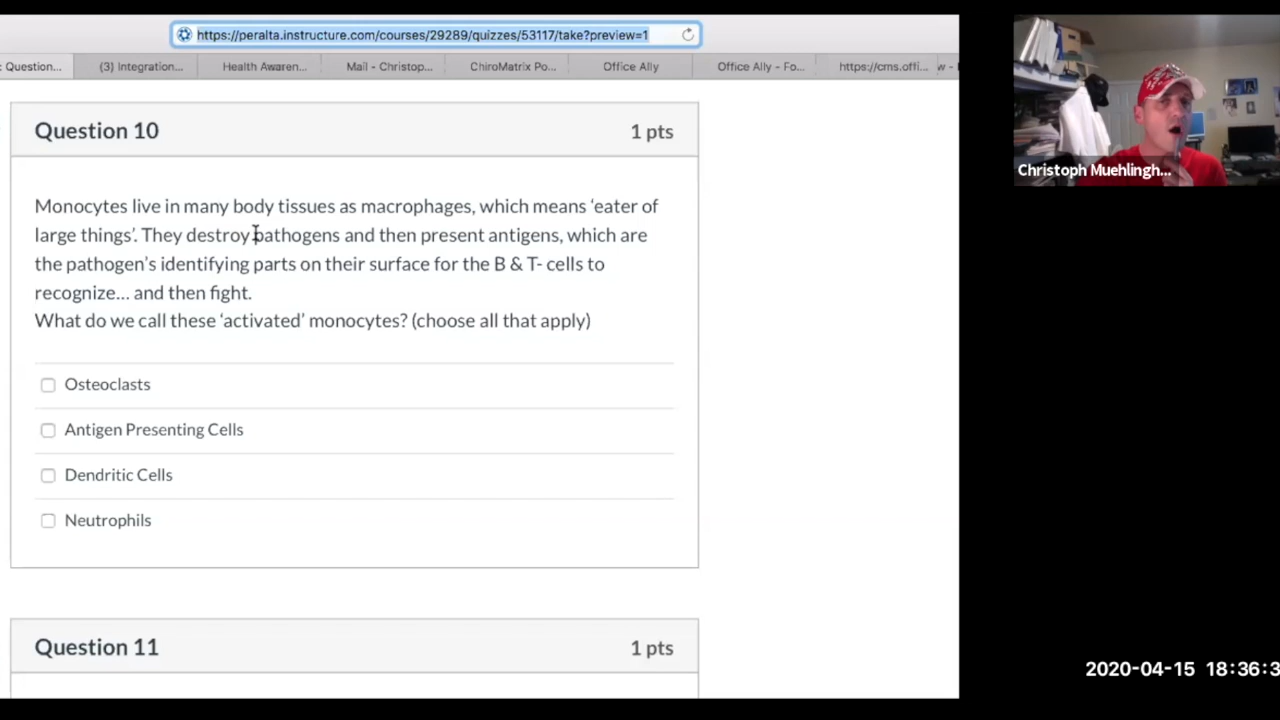 https://peralta.instructure.com/courses/29289/quizzes/53117/take?preview=1
: Question...
(3) Integration...
Health Awaren...
Mail - Christop...
ChiroMatrix Po...
Office Ally
Office Ally - Fo...
https://cms.offi...
Question 10
1 pts
Monocytes live in many body tissues as macrophages, which means ‘eater of
large things’. They destroy pathogens and then present antigens, which are
the pathogen’s identifying parts on their surface for the B & T- cells to
recognize... and then fight.
What do we call these ‘activated’ monocytes? (choose all that apply)
Osteoclasts
Antigen Presenting Cells
Dendritic Cells
Neutrophils
Question 11
1 pts
Christoph Muehlingh...
2020-04-15 18:36:3